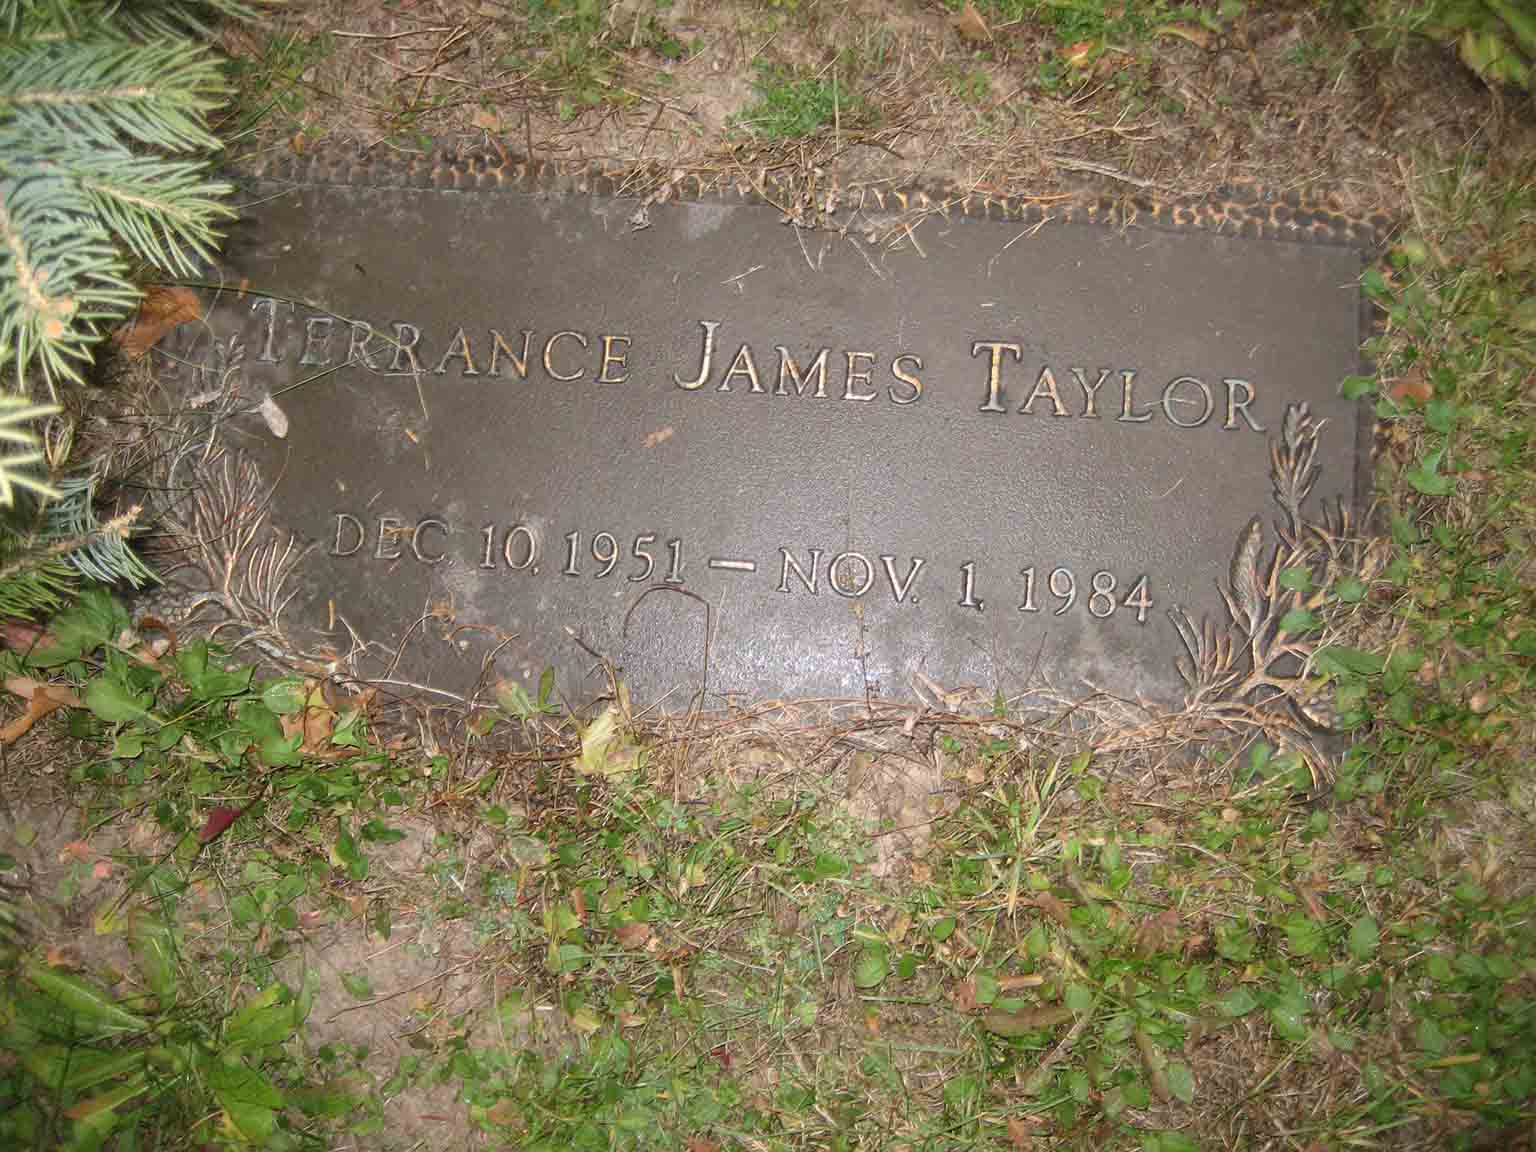 TERRANCE JAMES TAYLOR
DEC. 10, 1951 – NOV. 1, 1984